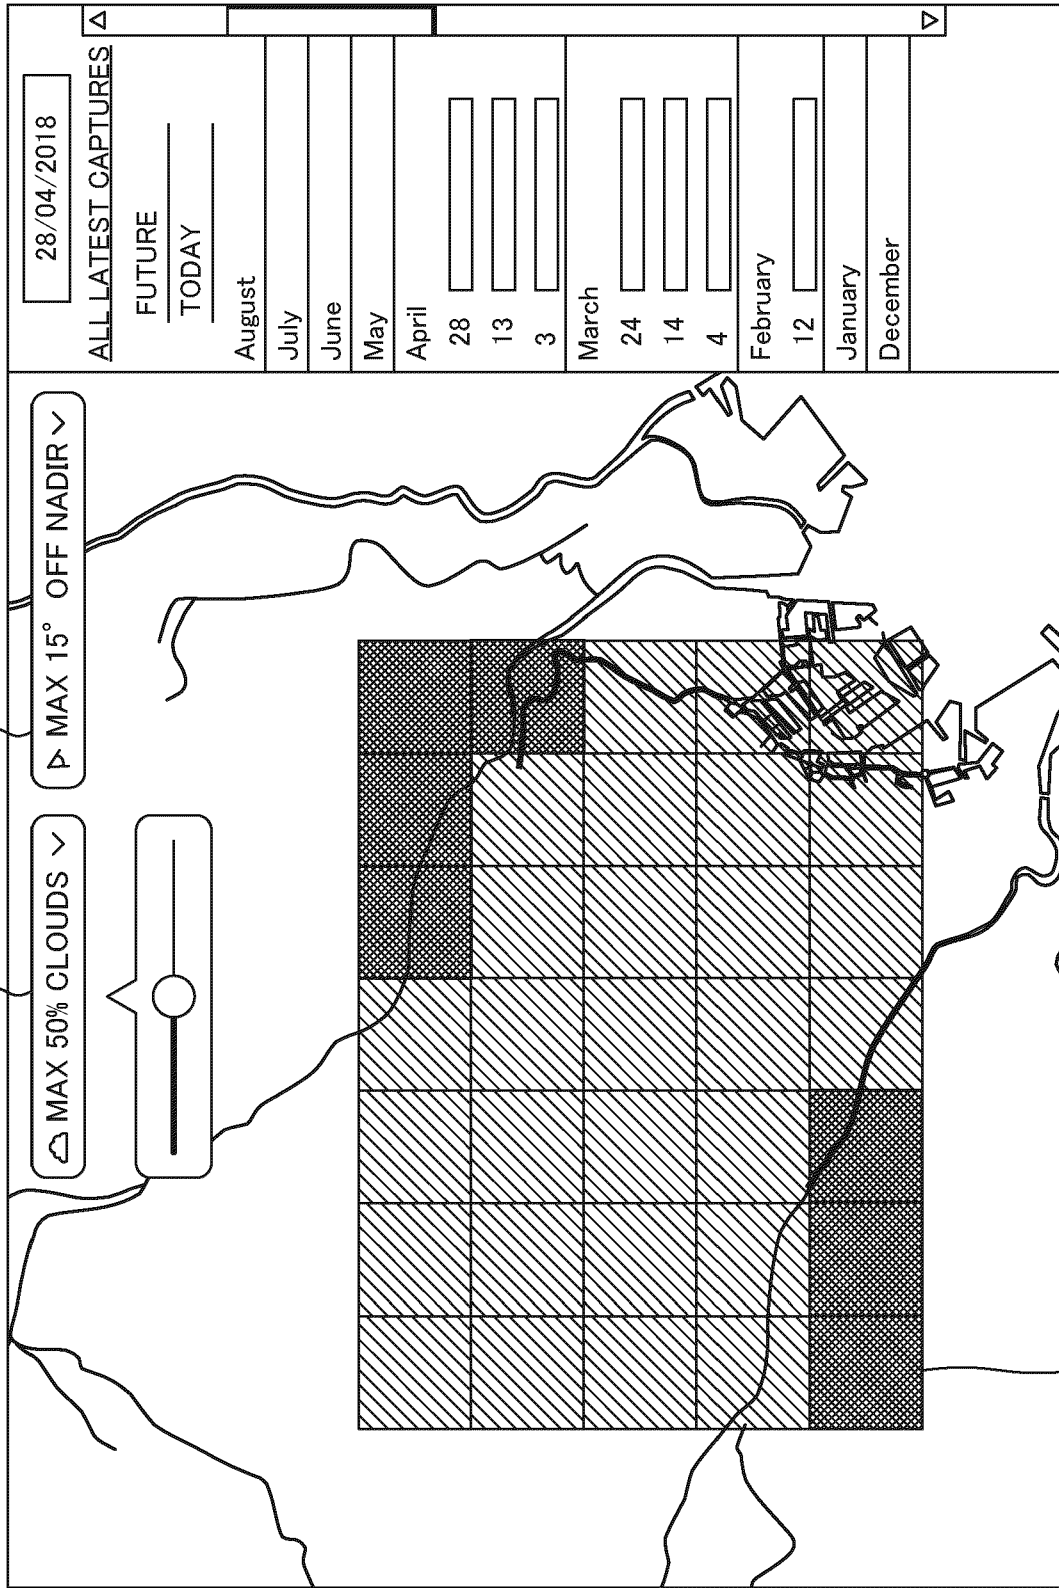 MAX 50% CLOUDS
MAX 15° OFF NADIR
28/04/2018
ALL LATEST CAPTURES
FUTURE
TODAY
August
July
June
May
April
28
13
3
March
24
14
4
February
12
January
December